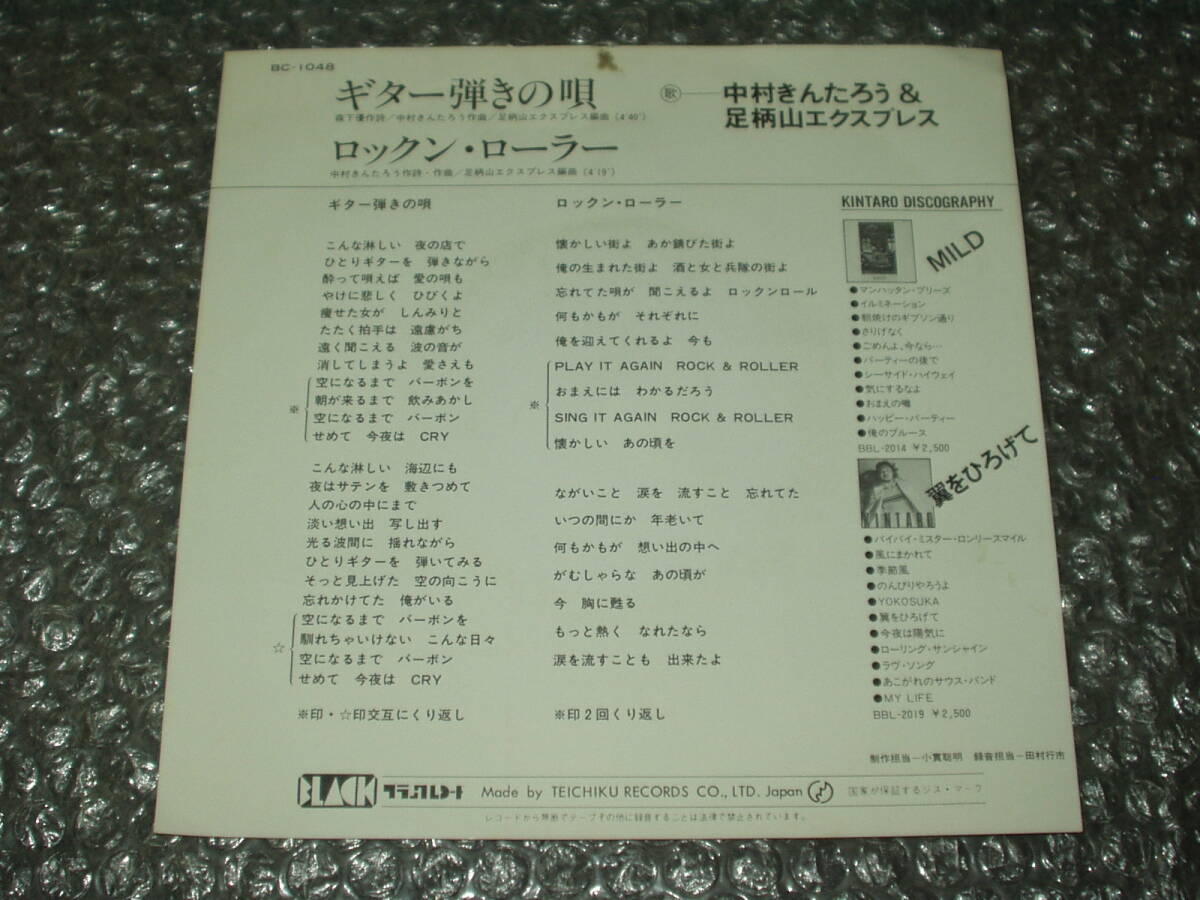 BC-1048
ギター弾きの唄
森下優作詩／中村きんたろう作曲／足柄山エクスプレス編曲 (4'40")
ロックン・ローラー
中村きんたろう作詩・作曲／足柄山エクスプレス編曲 (4'19")
歌——中村きんたろう&
足柄山エクスプレス
ギター弾きの唄
こんな淋しい 夜の店で
ひとりギターを 弾きながら
酔って唄えば 愛の唄も
やけに悲しく ひびくよ
痩せた女が しんみりと
たたく拍手は 遠慮がち
遠く聞こえる 波の音が
消してしまうよ 愛さえも
※
空になるまで バーボンを
朝が来るまで 飲みあかし
空になるまで バーボン
せめて 今夜は CRY
こんな淋しい 海辺にも
夜はサテンを 敷きつめて
人の心の中にまで
淡い想い出 写し出す
光る波間に 揺れながら
ひとりギターを 弾いてみる
そっと見上げた 空の向こうに
忘れかけてた 俺がいる
☆
空になるまで バーボンを
馴れちゃいけない こんな日々
空になるまで バーボン
せめて 今夜は CRY
※印・☆印交互にくり返し
ロックン・ローラー
懐かしい街よ あか錆びた街よ
俺の生まれた街よ 酒と女と兵隊の街よ
忘れてた唄が 聞こえるよ ロックンロール
何もかもが それぞれに
俺を迎えてくれるよ 今も
※
PLAY IT AGAIN ROCK & ROLLER
おまえには わかるだろう
SING IT AGAIN ROCK & ROLLER
懐かしい あの頃を
ながいこと 涙を 流すこと 忘れてた
いつの間にか 年老いて
何もかもが 想い出の中へ
がむしゃらな あの頃が
今 胸に甦る
もっと熱く なれたなら
涙を流すことも 出来たよ
※印2回くり返し
KINTARO DISCOGRAPHY
MILD
●マンハッタン・ブリーズ
●イルミネーション
●朝焼けのギブソン通り
●さりげなく
●ごめんよ、今なら…
●パーティーの後で
●シーサイド・ハイウェイ
●気にするなよ
●おまえの噂
●ハッピー・パーティー
●俺のブルース
BBL-2014 ¥2,500
翼をひろげて
KINTARO
●バイバイ・ミスター・ロンリースマイル
●風にまかれて
●季節風
●のんびりやろうよ
●YOKOSUKA
●翼をひろげて
●今夜は陽気に
●ローリング・サンシャイン
●ラヴ・ソング
●あこがれのサウス・バンド
●MY LIFE
BBL-2019 ¥2,500
制作担当—小實聡明 録音担当—田村行市
BLACK ブラックレコード Made by TEICHIKU RECORDS CO., LTD. Japan 国家が保証するジス・マーク
レコードから無断でテープその他に録音することは法律で禁止されています。